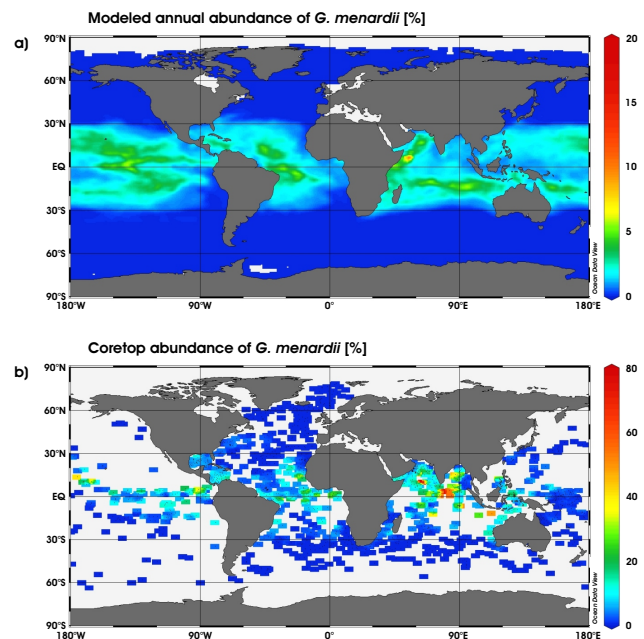 Modeled annual abundance of G. menardii [%]
a)
90°N
60°N
30°N
EQ
30°S
60°S
90°S
180°W
90°W
0°
90°E
180°E
Ocean Data View
20
15
10
5
0
Coretop abundance of G. menardii [%]
b)
90°N
60°N
30°N
EQ
30°S
60°S
90°S
180°W
90°W
0°
90°E
180°E
Ocean Data View
80
60
40
20
0